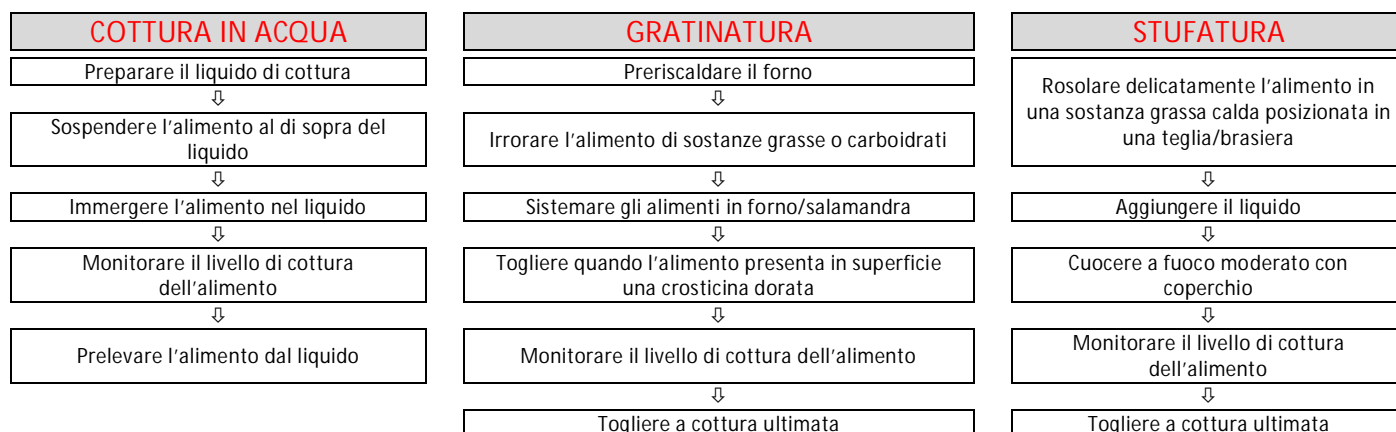 COTTURA IN ACQUA
Preparare il liquido di cottura
⇩
Sospendere l'alimento al di sopra del
liquido
⇩
Immergere l'alimento nel liquido
⇩
Monitorare il livello di cottura
dell'alimento
⇩
Prelevare l'alimento dal liquido
GRATINATURA
Preriscaldare il forno
⇩
Irrorare l'alimento di sostanze grasse o carboidrati
⇩
Sistemare gli alimenti in forno/salamandra
⇩
Togliere quando l'alimento presenta in superficie
una crosticina dorata
⇩
Monitorare il livello di cottura dell'alimento
⇩
Togliere a cottura ultimata
STUFATURA
Rosolare delicatamente l'alimento in
una sostanza grassa calda posizionata in
una teglia/brasiera
⇩
Aggiungere il liquido
⇩
Cuocere a fuoco moderato con
coperchio
⇩
Monitorare il livello di cottura
dell'alimento
⇩
Togliere a cottura ultimata